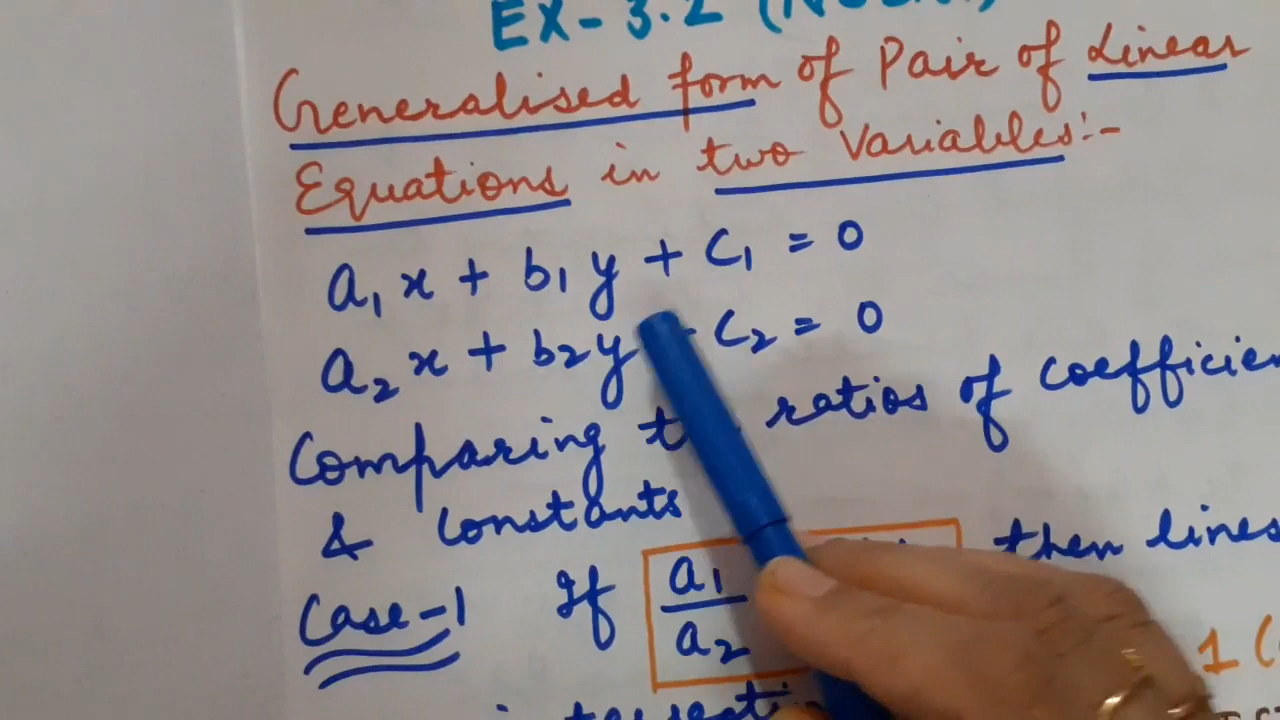 EX-3.2
Generalised form of Pair of Linear
Equations in two Variables:-
a₁x + b₁y + c₁ = 0
a₂x + b₂y c₂ = 0
Comparing ratios of
& constants
Case-1 If a₁/a₂ then lines
1